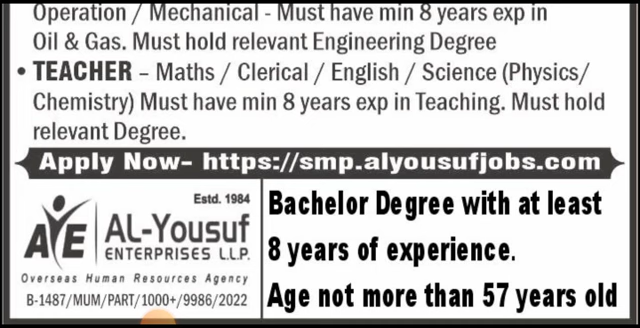 Operation / Mechanical - Must have min 8 years exp in
Oil & Gas. Must hold relevant Engineering Degree
• TEACHER – Maths / Clerical / English / Science (Physics/
Chemistry) Must have min 8 years exp in Teaching. Must hold
relevant Degree.
Apply Now- https://smp.alyousufjobs.com
Estd. 1984
AYE
AL-Yousuf
ENTERPRISES L.L.P.
Overseas Human Resources Agency
B-1487/MUM/PART/1000+/9986/2022
Bachelor Degree with at least
8 years of experience.
Age not more than 57 years old